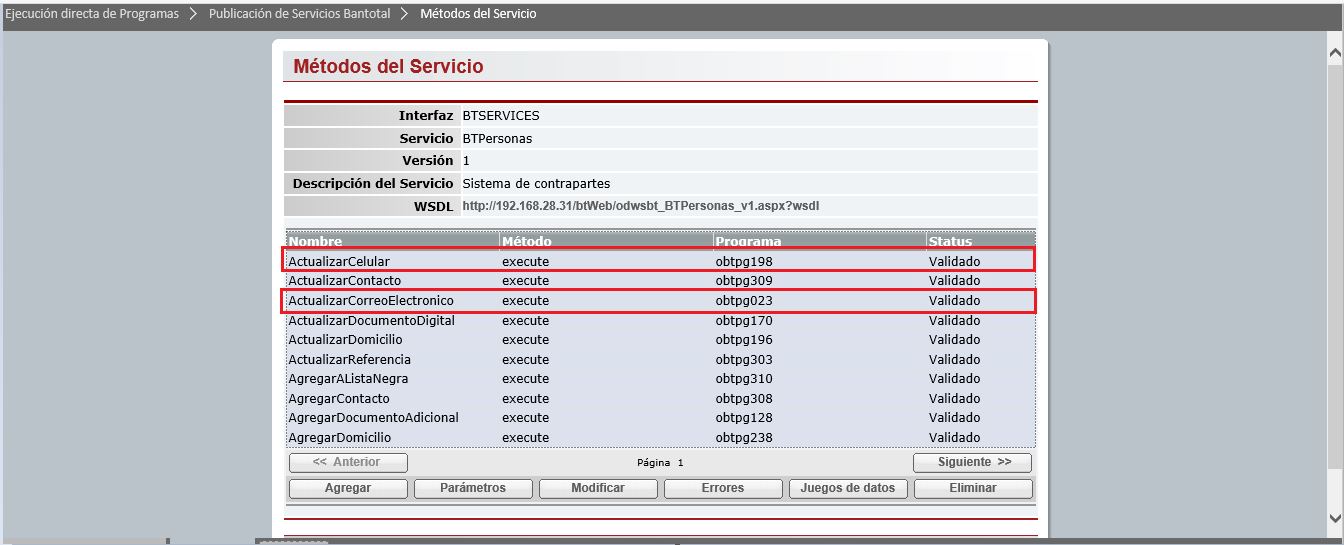 Ejecución directa de Programas > Publicación de Servicios Bantotal > Métodos del Servicio
Métodos del Servicio
Interfaz BTSERVICES
Servicio BTPersonas
Versión 1
Descripción del Servicio Sistema de contrapartes
WSDL http://192.168.28.31/btWeb/odwsbt_BTPersonas_v1.aspx?wsdl
Nombre Método Programa Status
ActualizarCelular execute obtpg198 Validado
ActualizarContacto execute obtpg309 Validado
ActualizarCorreoElectronico execute obtpg023 Validado
ActualizarDocumentoDigital execute obtpg170 Validado
ActualizarDomicilio execute obtpg196 Validado
ActualizarReferencia execute obtpg303 Validado
AgregarAListaNegra execute obtpg310 Validado
AgregarContacto execute obtpg308 Validado
AgregarDocumentoAdicional execute obtpg128 Validado
AgregarDomicilio execute obtpg238 Validado
<< Anterior Página 1 Siguiente >>
Agregar Parámetros Modificar Errores Juegos de datos Eliminar